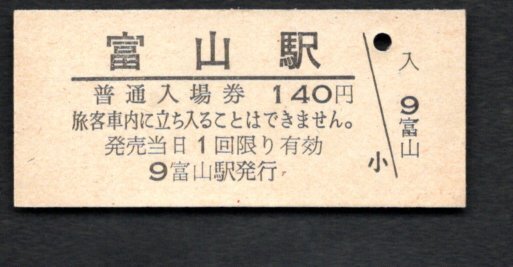 富山駅
普通入場券 140円
旅客車内に立ち入ることはできません。
発売当日1回限り有効
9富山駅発行
入
9
富山
小